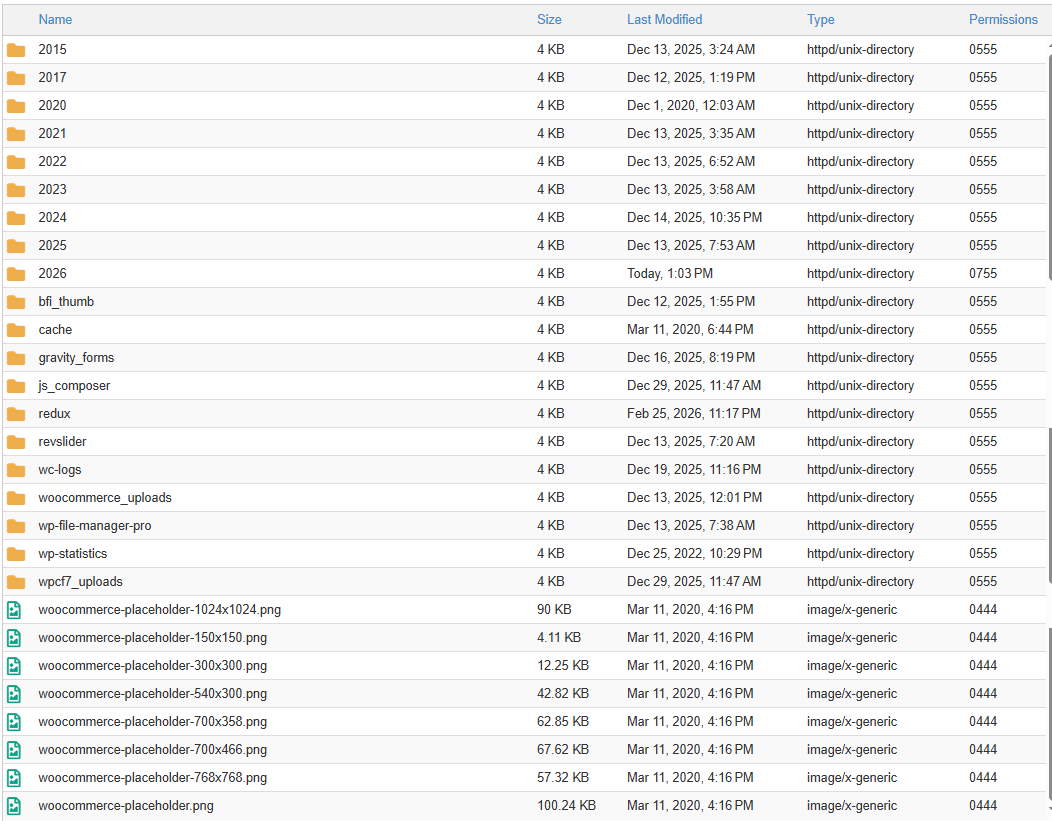 Name Size Last Modified Type Permissions
2015 4 KB Dec 13, 2025, 3:24 AM httpd/unix-directory 0555
2017 4 KB Dec 12, 2025, 1:19 PM httpd/unix-directory 0555
2020 4 KB Dec 1, 2020, 12:03 AM httpd/unix-directory 0555
2021 4 KB Dec 13, 2025, 3:35 AM httpd/unix-directory 0555
2022 4 KB Dec 13, 2025, 6:52 AM httpd/unix-directory 0555
2023 4 KB Dec 13, 2025, 3:58 AM httpd/unix-directory 0555
2024 4 KB Dec 14, 2025, 10:35 PM httpd/unix-directory 0555
2025 4 KB Dec 13, 2025, 7:53 AM httpd/unix-directory 0555
2026 4 KB Today, 1:03 PM httpd/unix-directory 0755
bfi_thumb 4 KB Dec 12, 2025, 1:55 PM httpd/unix-directory 0555
cache 4 KB Mar 11, 2020, 6:44 PM httpd/unix-directory 0555
gravity_forms 4 KB Dec 16, 2025, 8:19 PM httpd/unix-directory 0555
js_composer 4 KB Dec 29, 2025, 11:47 AM httpd/unix-directory 0555
redux 4 KB Feb 25, 2026, 11:17 PM httpd/unix-directory 0555
revslider 4 KB Dec 13, 2025, 7:20 AM httpd/unix-directory 0555
wc-logs 4 KB Dec 19, 2025, 11:16 PM httpd/unix-directory 0555
woocommerce_uploads 4 KB Dec 13, 2025, 12:01 PM httpd/unix-directory 0555
wp-file-manager-pro 4 KB Dec 13, 2025, 7:38 AM httpd/unix-directory 0555
wp-statistics 4 KB Dec 25, 2022, 10:29 PM httpd/unix-directory 0555
wpcf7_uploads 4 KB Dec 29, 2025, 11:47 AM httpd/unix-directory 0555
woocommerce-placeholder-1024x1024.png 90 KB Mar 11, 2020, 4:16 PM image/x-generic 0444
woocommerce-placeholder-150x150.png 4.11 KB Mar 11, 2020, 4:16 PM image/x-generic 0444
woocommerce-placeholder-300x300.png 12.25 KB Mar 11, 2020, 4:16 PM image/x-generic 0444
woocommerce-placeholder-540x300.png 42.82 KB Mar 11, 2020, 4:16 PM image/x-generic 0444
woocommerce-placeholder-700x358.png 62.85 KB Mar 11, 2020, 4:16 PM image/x-generic 0444
woocommerce-placeholder-700x466.png 67.62 KB Mar 11, 2020, 4:16 PM image/x-generic 0444
woocommerce-placeholder-768x768.png 57.32 KB Mar 11, 2020, 4:16 PM image/x-generic 0444
woocommerce-placeholder.png 100.24 KB Mar 11, 2020, 4:16 PM image/x-generic 0444